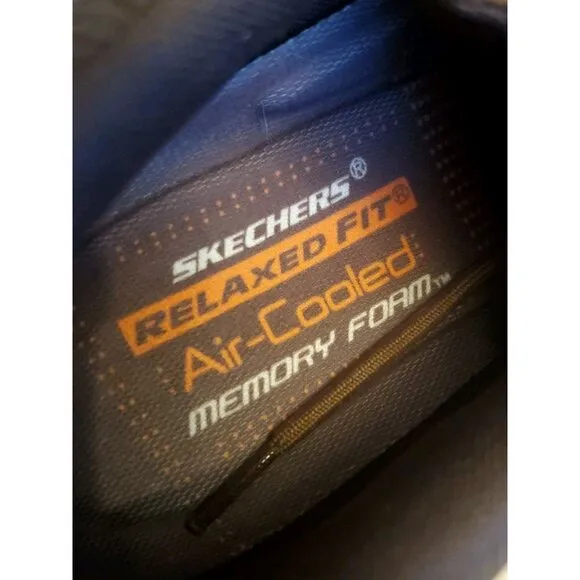 SKECHERS®
RELAXED FIT®
Air-Cooled
MEMORY FOAM™